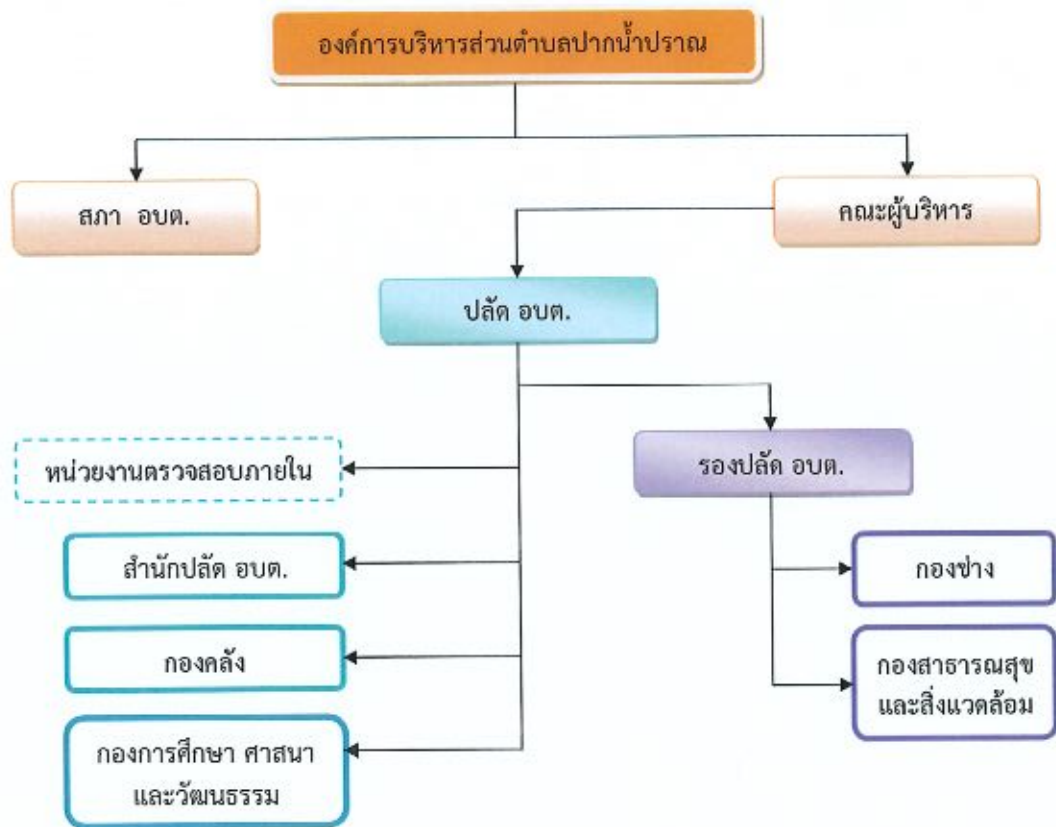 องค์การบริหารส่วนตำบลปากน้ำปราณ
สภา อบต.
คณะผู้บริหาร
ปลัด อบต.
หน่วยงานตรวจสอบภายใน
รองปลัด อบต.
สำนักปลัด อบต.
กองช่าง
กองคลัง
กองสาธารณสุข
และสิ่งแวดล้อม
กองการศึกษา ศาสนา
และวัฒนธรรม